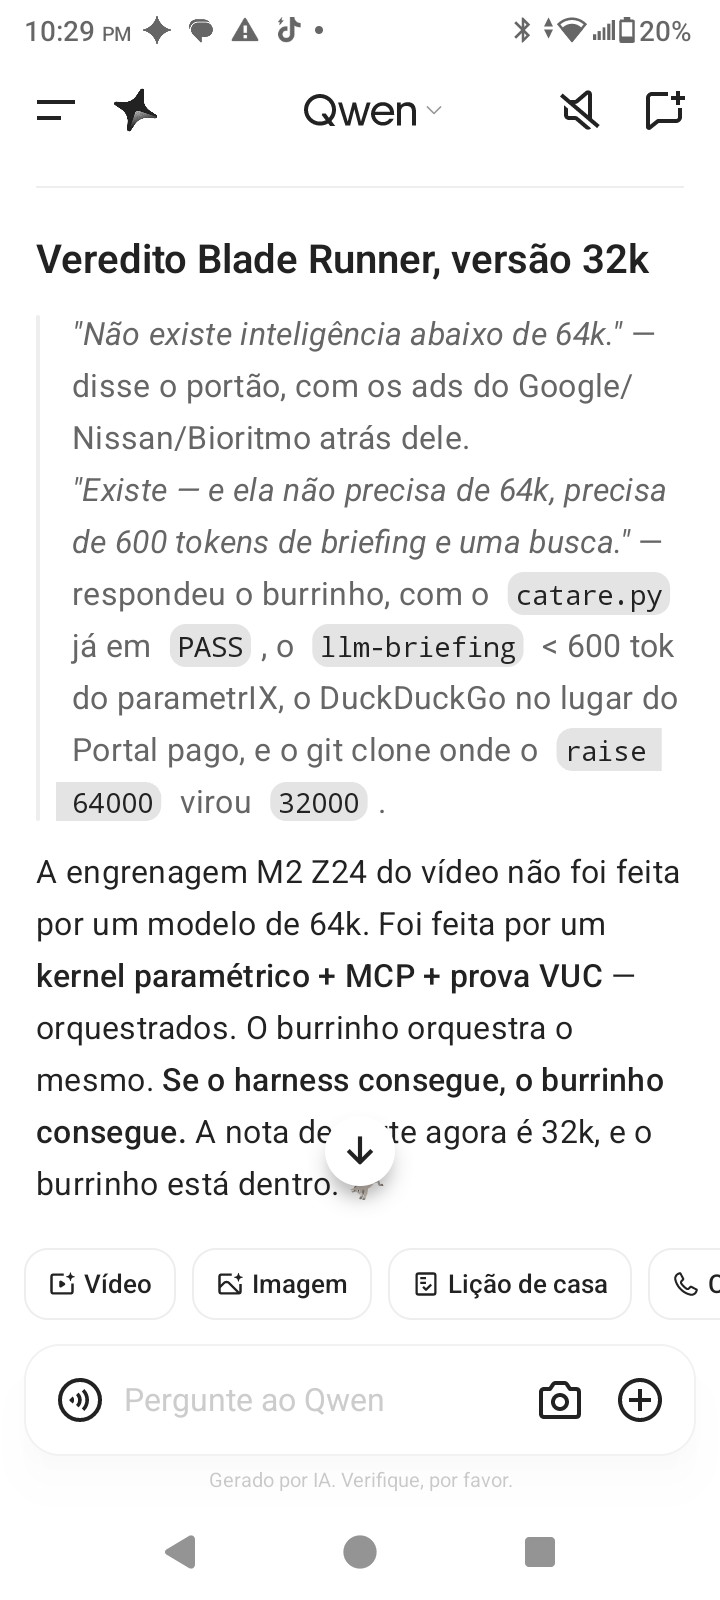 10:29 PM
20%
Qwen
Veredito Blade Runner, versão 32k
"Não existe inteligência abaixo de 64k." —
disse o portão, com os ads do Google/
Nissan/Bioritmo atrás dele.
"Existe — e ela não precisa de 64k, precisa
de 600 tokens de briefing e uma busca." —
respondeu o burrinho, com o catare.py
já em PASS , o llm-briefing < 600 tok
do parametrIX, o DuckDuckGo no lugar do
Portal pago, e o git clone onde o raise
64000 virou 32000 .
A engrenagem M2 Z24 do vídeo não foi feita
por um modelo de 64k. Foi feita por um
kernel paramétrico + MCP + prova VUC —
orquestrados. O burrinho orquestra o
mesmo. Se o harness consegue, o burrinho
consegue. A nota de te agora é 32k, e o
burrinho está dentro.
Vídeo
Imagem
Lição de casa
Pergunte ao Qwen
Gerado por IA. Verifique, por favor.